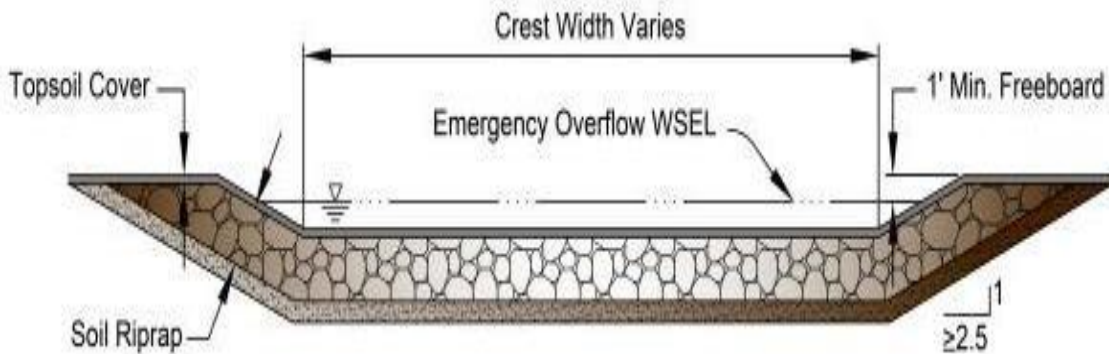 Crest Width Varies
Topsoil Cover
1' Min. Freeboard
Emergency Overflow WSEL
Soil Riprap
1
≥2.5